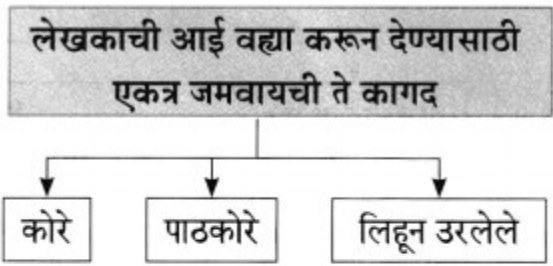 लेखकाची आई वह्या करून देण्यासाठी
एकत्र जमवायची ते कागद
कोरे
पाठकोरे
लिहून उरलेले